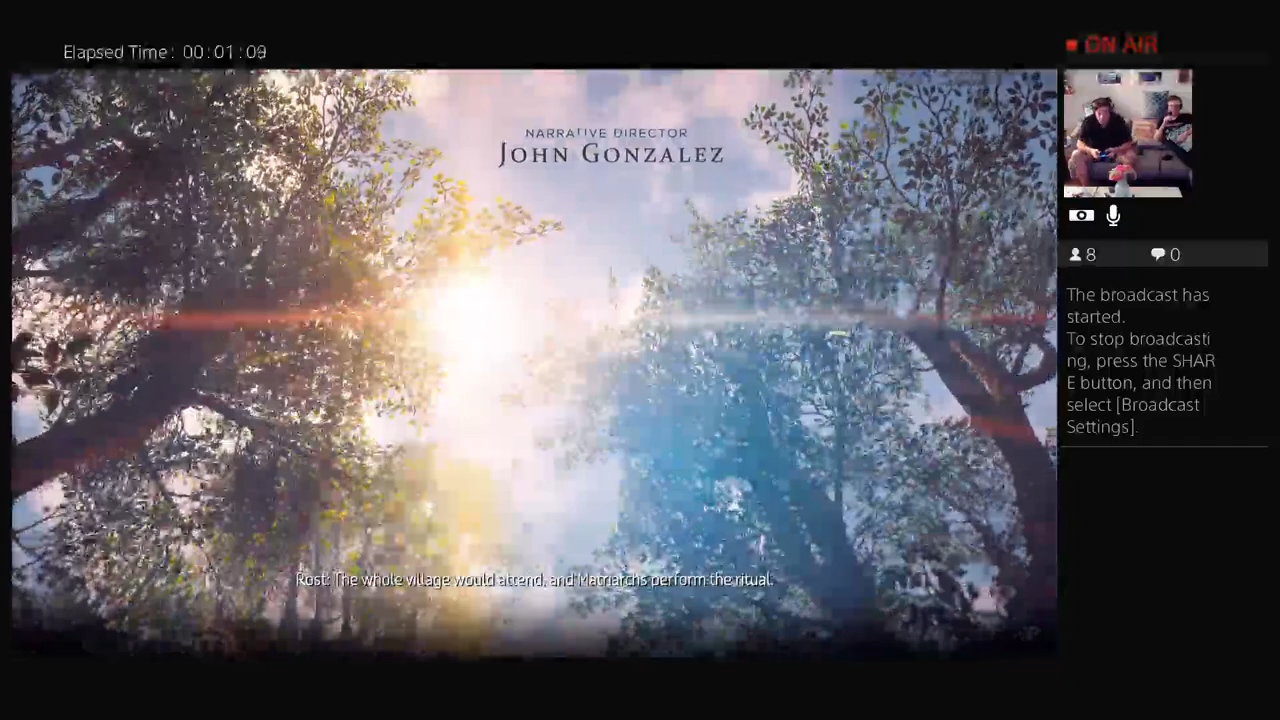 Elapsed Time: 00:01:09
ON AIR
NARRATIVE DIRECTOR
JOHN GONZALEZ
8 0
The broadcast has
started.
To stop broadcasti
ng, press the SHAR
E button, and then
select [Broadcast
Settings].
Rost: The whole village would attend, and Matriarchs perform the ritual.